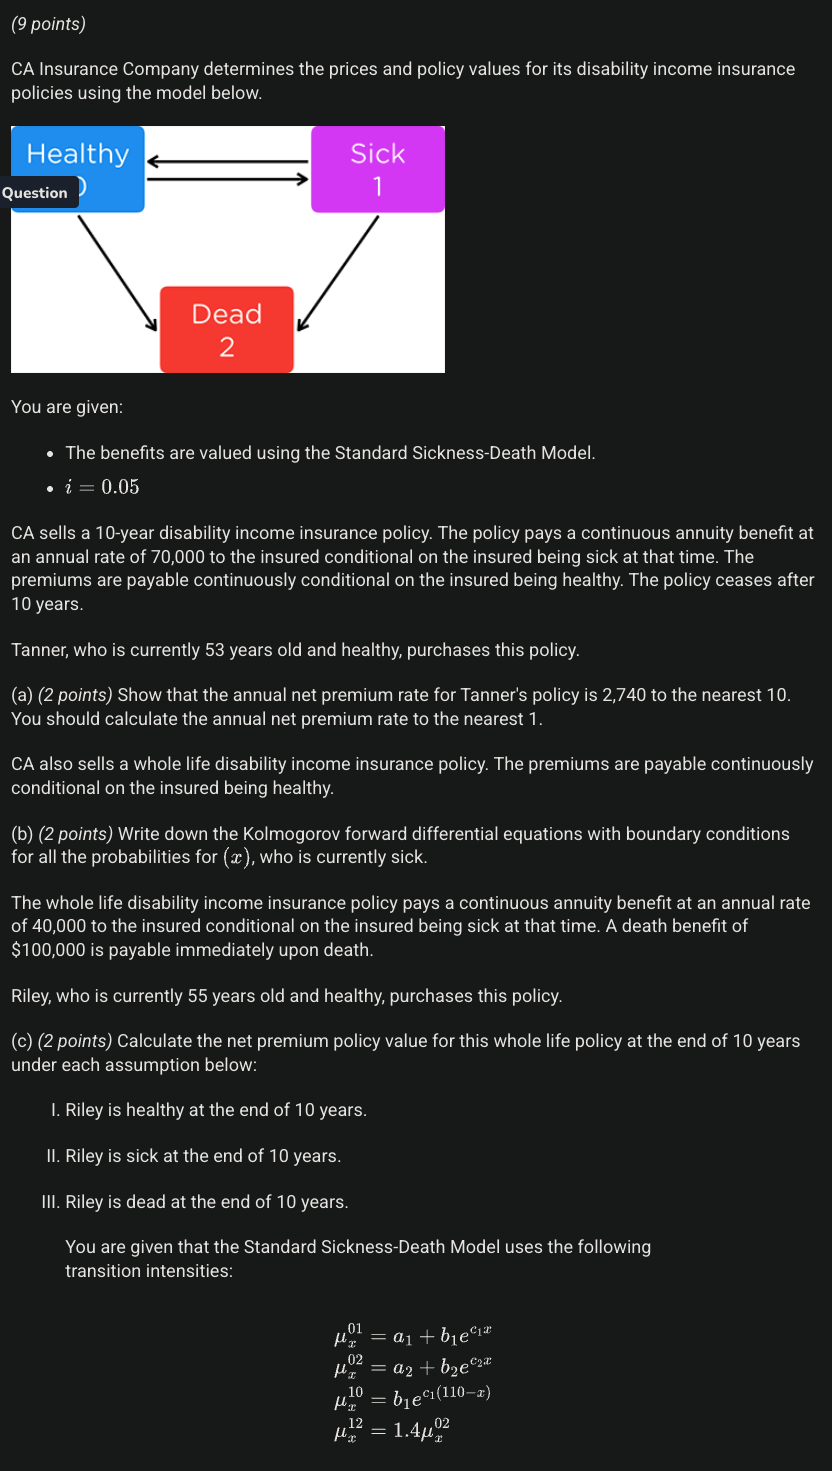 (9 points)
CA Insurance Company determines the prices and policy values for its disability income insurance
policies using the model below.
Healthy
Sick
Question
1
Dead
2
You are given:
• The benefits are valued using the Standard Sickness-Death Model.
• i = 0.05
CA sells a 10-year disability income insurance policy. The policy pays a continuous annuity benefit at
an annual rate of 70,000 to the insured conditional on the insured being sick at that time. The
premiums are payable continuously conditional on the insured being healthy. The policy ceases after
10 years.
Tanner, who is currently 53 years old and healthy, purchases this policy.
(a) (2 points) Show that the annual net premium rate for Tanner's policy is 2,740 to the nearest 10.
You should calculate the annual net premium rate to the nearest 1.
CA also sells a whole life disability income insurance policy. The premiums are payable continuously
conditional on the insured being healthy.
(b) (2 points) Write down the Kolmogorov forward differential equations with boundary conditions
for all the probabilities for (x), who is currently sick.
The whole life disability income insurance policy pays a continuous annuity benefit at an annual rate
of 40,000 to the insured conditional on the insured being sick at that time. A death benefit of
$100,000 is payable immediately upon death.
Riley, who is currently 55 years old and healthy, purchases this policy.
(c) (2 points) Calculate the net premium policy value for this whole life policy at the end of 10 years
under each assumption below:
I. Riley is healthy at the end of 10 years.
II. Riley is sick at the end of 10 years.
III. Riley is dead at the end of 10 years.
You are given that the Standard Sickness-Death Model uses the following
transition intensities:
μ_x^{01} = a_1 + b_1 e^{c_1 x}
μ_x^{02} = a_2 + b_2 e^{c_2 x}
μ_x^{10} = b_1 e^{c_1(110−x)}
μ_x^{12} = 1.4μ_x^{02}